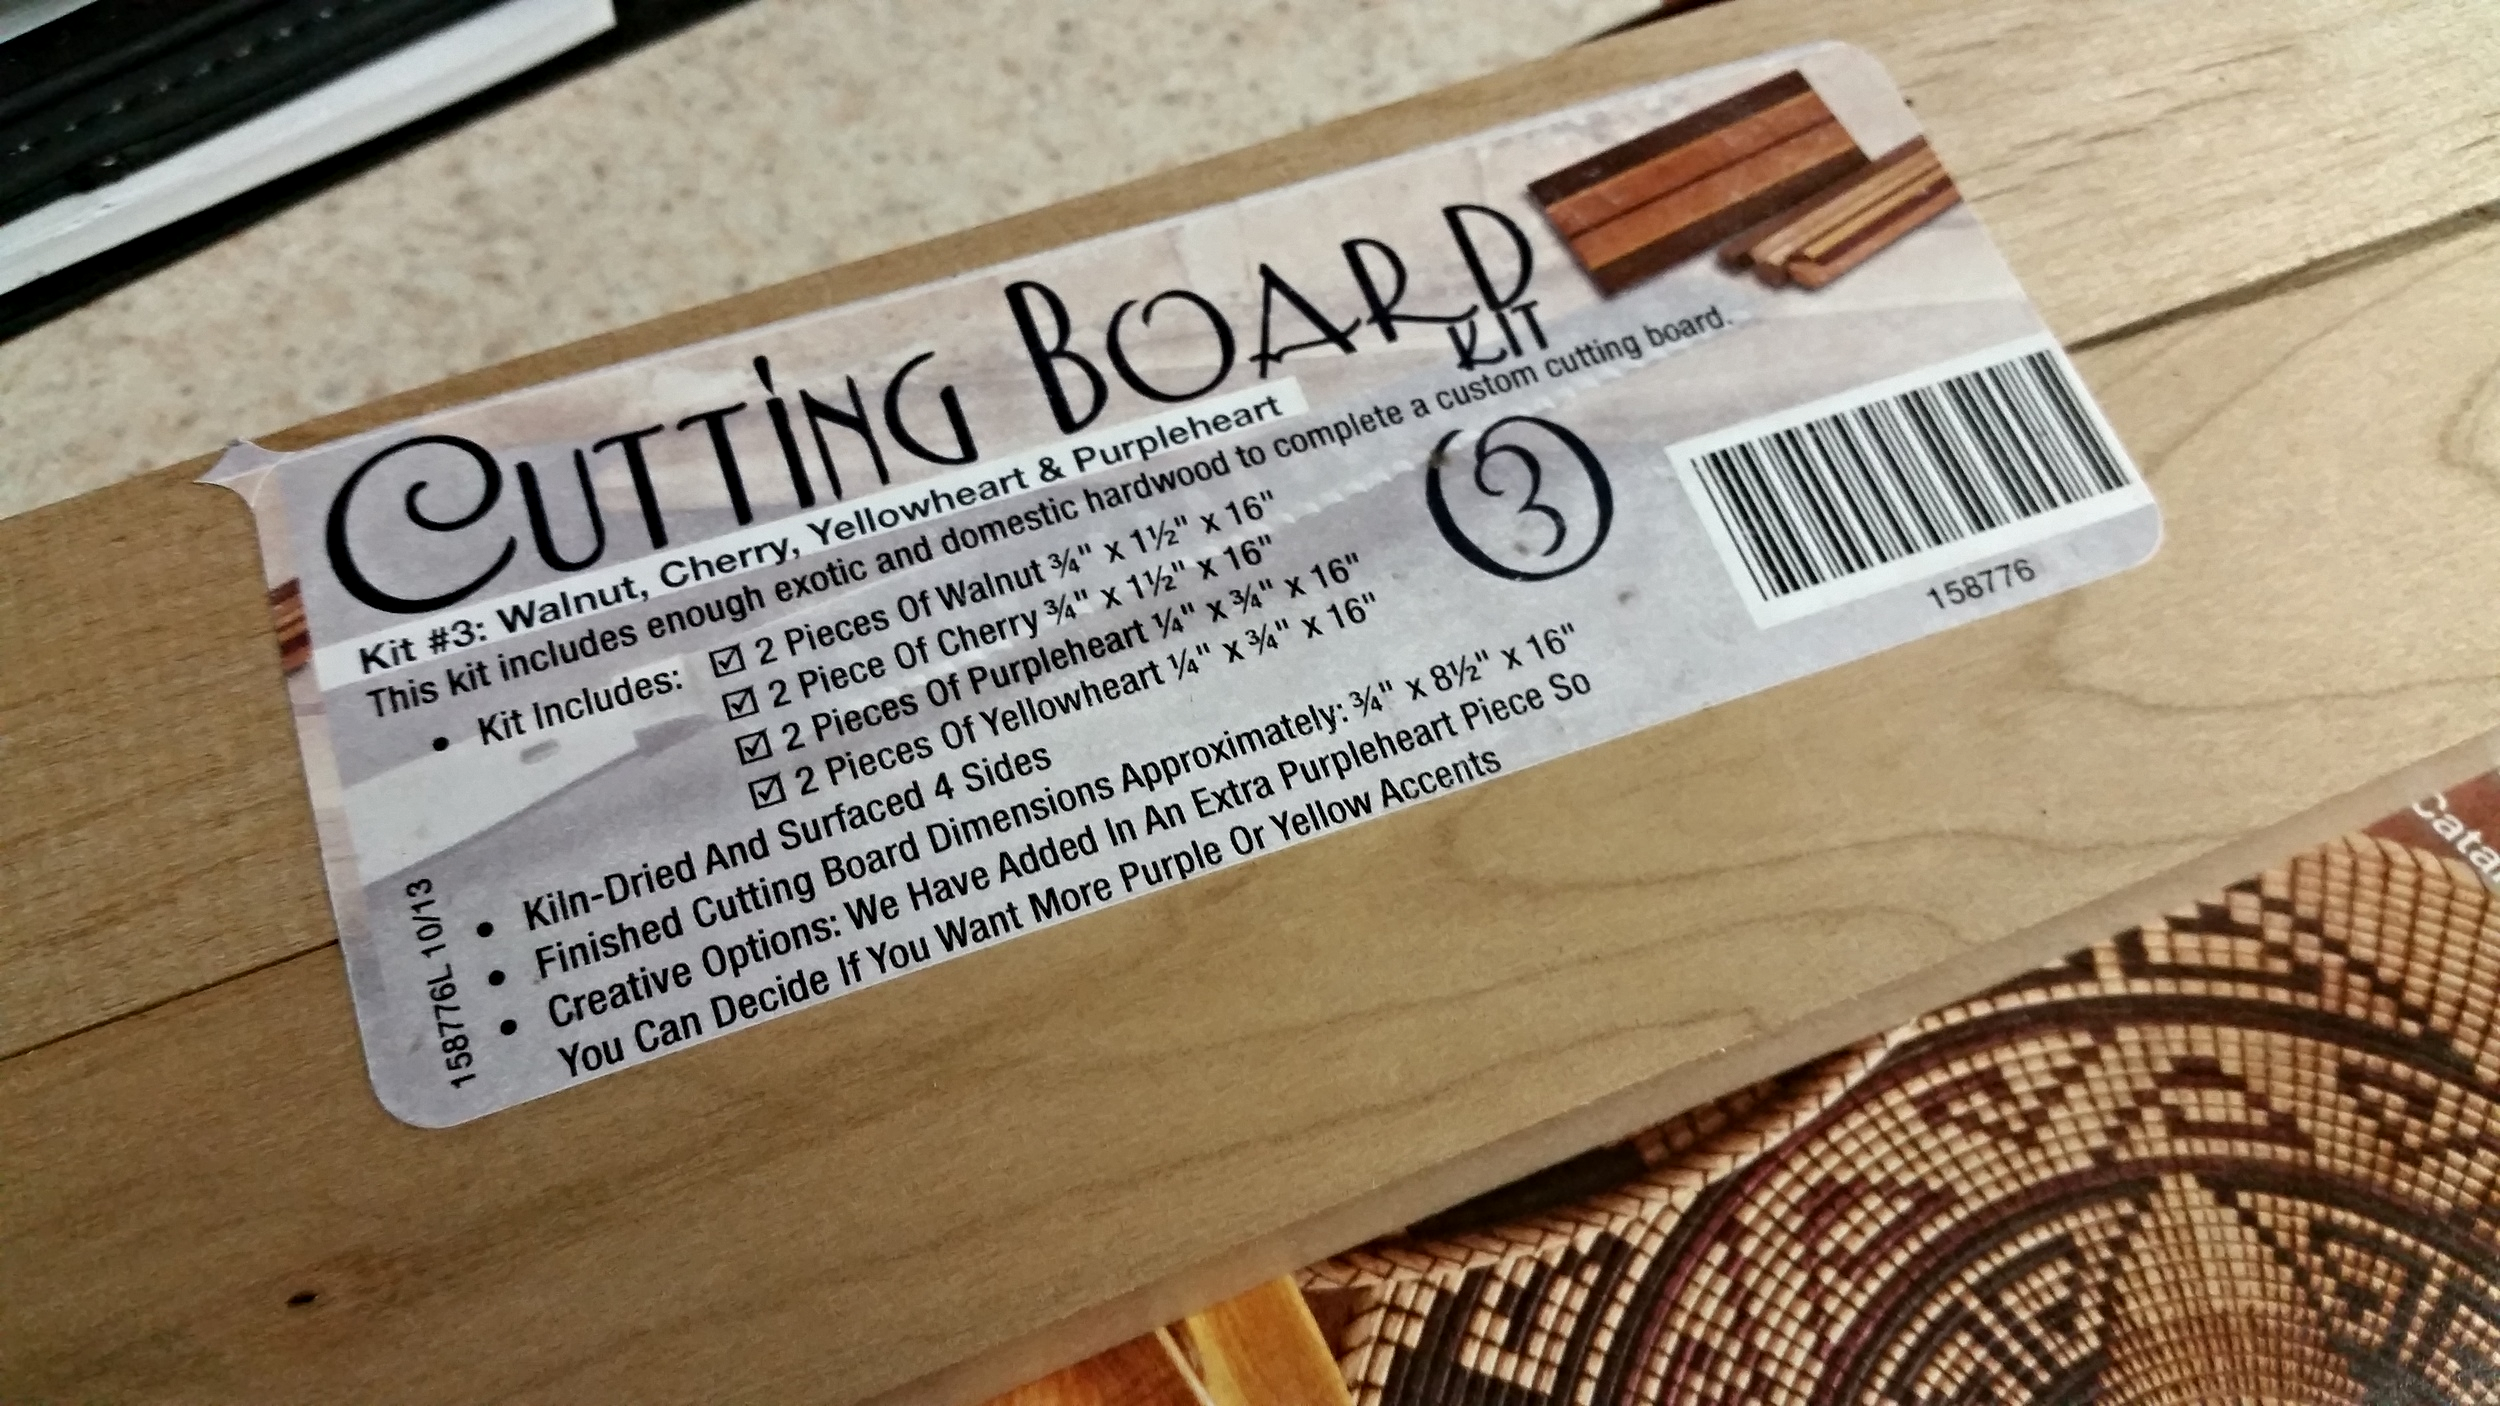 CUTTING BOARD
KIT
Kit #3: Walnut, Cherry, Yellowheart & Purpleheart
This kit includes enough exotic and domestic hardwood to complete a custom cutting board.
• Kit Includes: ☑ 2 Pieces Of Walnut ¾" x 1½" x 16"
☑ 2 Piece Of Cherry ¾" x 1½" x 16"
☑ 2 Pieces Of Purpleheart ¼" x ¾" x 16"
☑ 2 Pieces Of Yellowheart ¼" x ¾" x 16"
• Kiln-Dried And Surfaced 4 Sides
• Finished Cutting Board Dimensions Approximately: ¾" x 8½" x 16"
• Creative Options: We Have Added In An Extra Purpleheart Piece So
You Can Decide If You Want More Purple Or Yellow Accents
3
158776
158776L 10/13